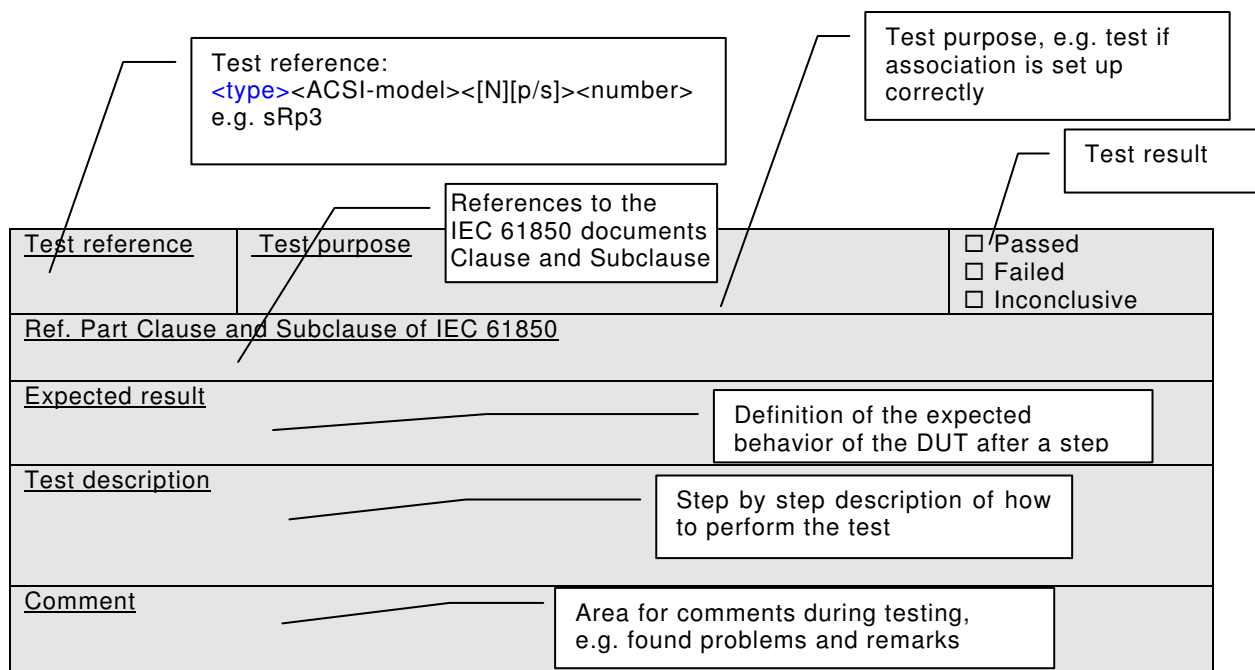 Test reference:
<type><ACSI-model><[N][p/s]><number>
e.g. sRp3
Test purpose, e.g. test if
association is set up
correctly
Test result
References to the
IEC 61850 documents
Clause and Subclause
Test reference
Test purpose
☐ Passed
☐ Failed
☐ Inconclusive
Ref. Part Clause and Subclause of IEC 61850
Expected result
Definition of the expected
behavior of the DUT after a step
Test description
Step by step description of how
to perform the test
Comment
Area for comments during testing,
e.g. found problems and remarks